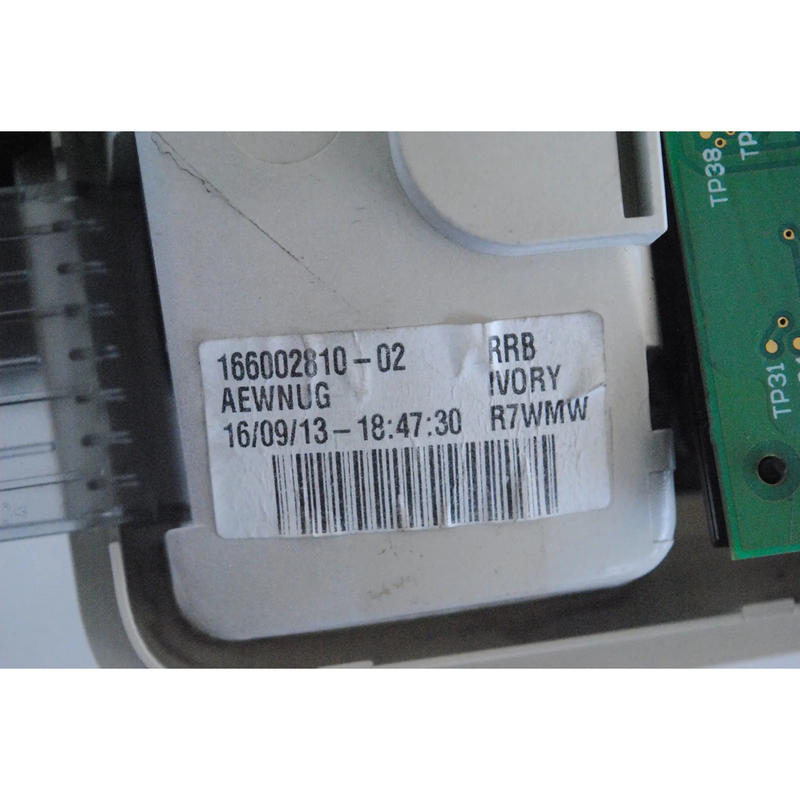 166002810-02 RRB
AEWNUG IVORY
16/09/13-18:47:30 R7WMW
TP38
TP31